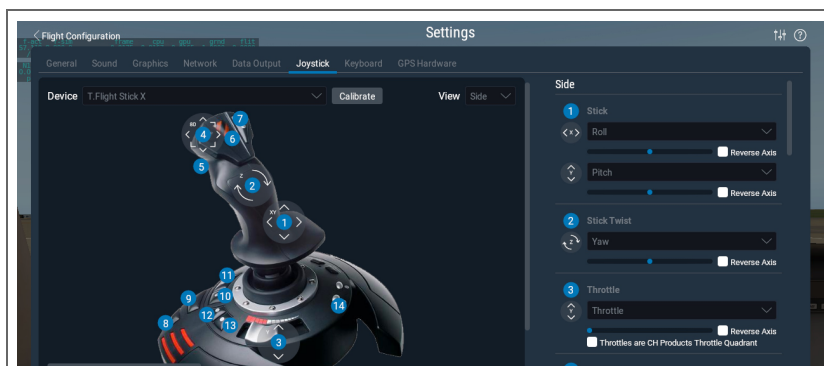 Flight Configuration
Settings
General Sound Graphics Network Data Output Joystick Keyboard GPS Hardware
Device T.Flight Stick X Calibrate View Side
Side
1 Stick
X Roll
Reverse Axis
Y Pitch
Reverse Axis
2 Stick Twist
Z Yaw
Reverse Axis
3 Throttle
Y Throttle
Reverse Axis
Throttles are CH Products Throttle Quadrant
7
80
4
6
5
Z
2
XY
1
11
9
10
14
12
8
13
3